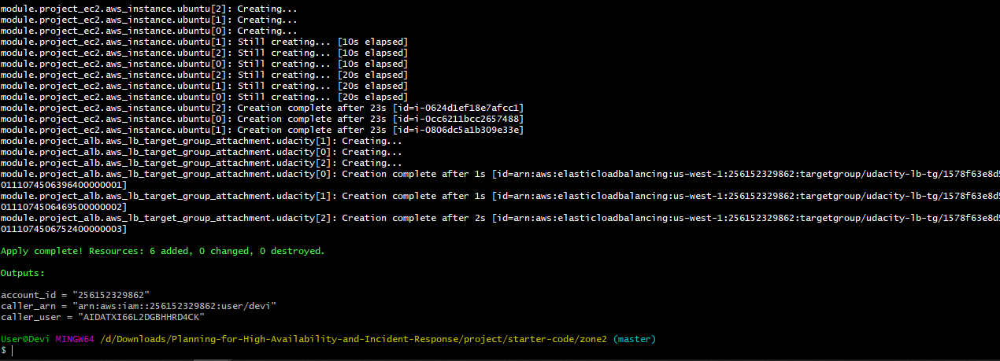 module.project_ec2.aws_instance.ubuntu[2]: Creating...
module.project_ec2.aws_instance.ubuntu[1]: Creating...
module.project_ec2.aws_instance.ubuntu[0]: Creating...
module.project_ec2.aws_instance.ubuntu[1]: Still creating... [10s elapsed]
module.project_ec2.aws_instance.ubuntu[2]: Still creating... [10s elapsed]
module.project_ec2.aws_instance.ubuntu[0]: Still creating... [10s elapsed]
module.project_ec2.aws_instance.ubuntu[2]: Still creating... [20s elapsed]
module.project_ec2.aws_instance.ubuntu[1]: Still creating... [20s elapsed]
module.project_ec2.aws_instance.ubuntu[0]: Still creating... [20s elapsed]
module.project_ec2.aws_instance.ubuntu[2]: Creation complete after 23s [id=i-0624d1ef18e7afcc1]
module.project_ec2.aws_instance.ubuntu[0]: Creation complete after 23s [id=i-0cc6211bcc2657488]
module.project_ec2.aws_instance.ubuntu[1]: Creation complete after 23s [id=i-0806dc5a1b309e33e]
module.project_alb.aws_lb_target_group_attachment.udacity[1]: Creating...
module.project_alb.aws_lb_target_group_attachment.udacity[0]: Creating...
module.project_alb.aws_lb_target_group_attachment.udacity[2]: Creating...
module.project_alb.aws_lb_target_group_attachment.udacity[0]: Creation complete after 1s [id=arn:aws:elasticloadbalancing:us-west-1:256152329862:targetgroup/udacity-lb-tg/1578f63e8d5
0111074506396400000001]
module.project_alb.aws_lb_target_group_attachment.udacity[1]: Creation complete after 1s [id=arn:aws:elasticloadbalancing:us-west-1:256152329862:targetgroup/udacity-lb-tg/1578f63e8d5
0111074506469500000002]
module.project_alb.aws_lb_target_group_attachment.udacity[2]: Creation complete after 2s [id=arn:aws:elasticloadbalancing:us-west-1:256152329862:targetgroup/udacity-lb-tg/1578f63e8d5
0111074506752400000003]
Apply complete! Resources: 6 added, 0 changed, 0 destroyed.
Outputs:
account_id = "256152329862"
caller_arn = "arn:aws:iam::256152329862:user/devi"
caller_user = "AIDATXI66L2DGBHHRD4CK"
User@Devi MINGW64 /d/Downloads/Planning-for-High-Availability-and-Incident-Response/project/starter-code/zone2 (master)
$